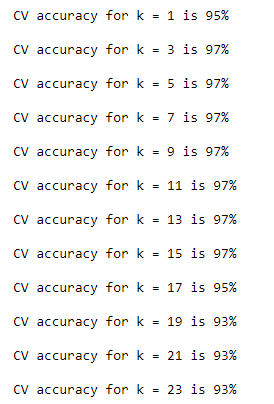 CV accuracy for k = 1 is 95%
CV accuracy for k = 3 is 97%
CV accuracy for k = 5 is 97%
CV accuracy for k = 7 is 97%
CV accuracy for k = 9 is 97%
CV accuracy for k = 11 is 97%
CV accuracy for k = 13 is 97%
CV accuracy for k = 15 is 97%
CV accuracy for k = 17 is 95%
CV accuracy for k = 19 is 93%
CV accuracy for k = 21 is 93%
CV accuracy for k = 23 is 93%